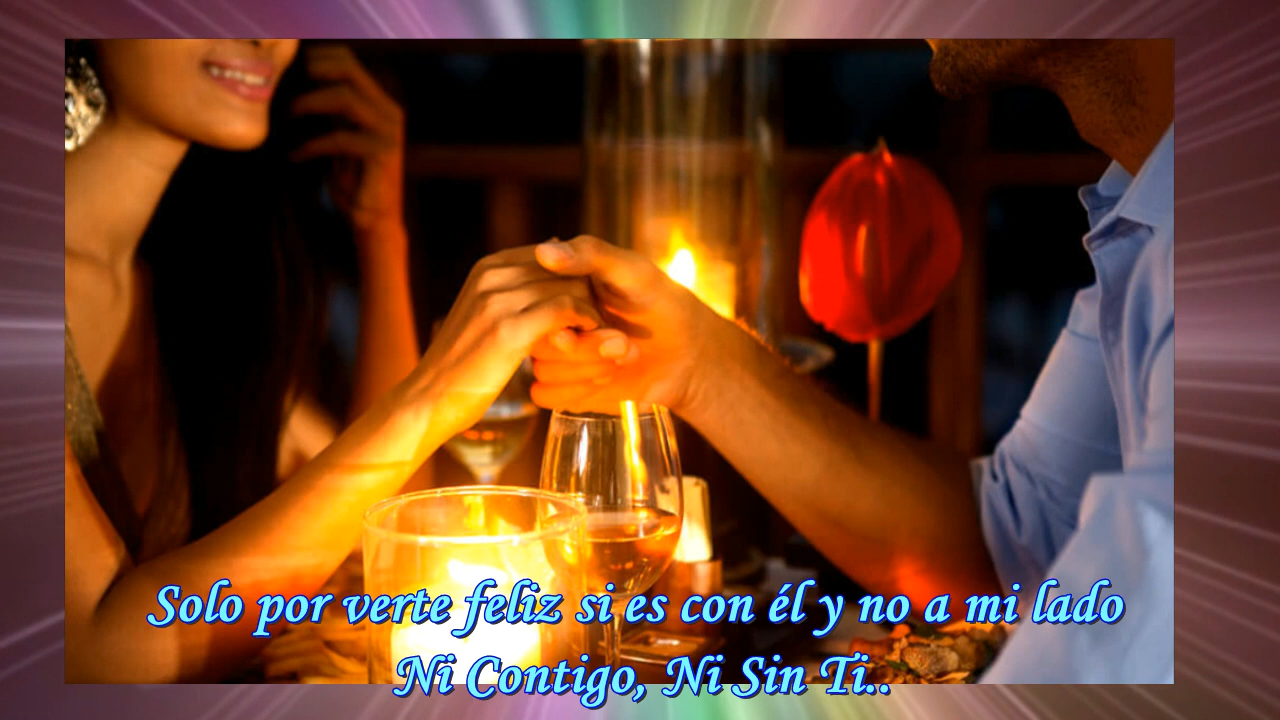 Solo por verte feliz si es con él y no a mi lado
Ni Contigo, Ni Sin Ti..